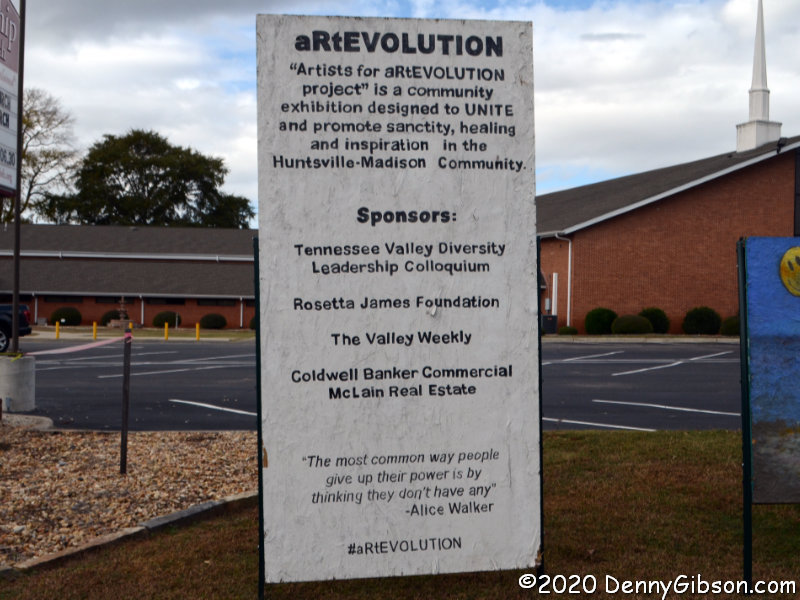 aRtEVOLUTION
"Artists for aRtEVOLUTION
project" is a community
exhibition designed to UNITE
and promote sanctity, healing
and inspiration in the
Huntsville-Madison Community.
Sponsors:
Tennessee Valley Diversity
Leadership Colloquium
Rosetta James Foundation
The Valley Weekly
Coldwell Banker Commercial
McLain Real Estate
"The most common way people
give up their power is by
thinking they don't have any"
-Alice Walker
#aRtEVOLUTION
©2020 DennyGibson.com